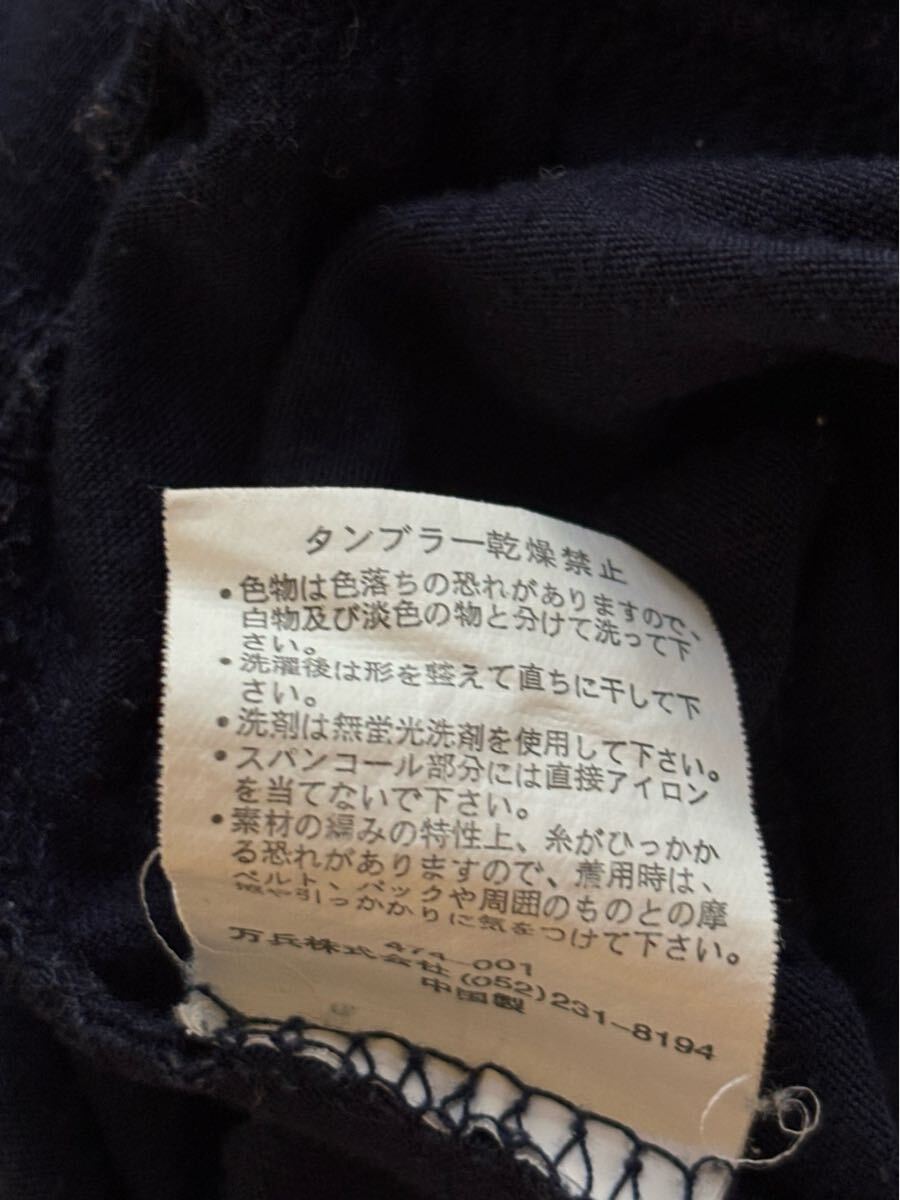 タンブラー乾燥禁止
・色物は色落ちの恐れがありますので、
白物及び淡色の物と分けて洗って下
さい。
・洗濯後は形を整えて直ちに干して下
さい。
・洗剤は無蛍光洗剤を使用して下さい。
・スパンコール部分には直接アイロン
を当てないで下さい。
・素材の編みの特性上、糸がひっかか
る恐れがありますので、着用時は、
ベルト、バックや周囲のものとの摩
擦や引っかかりに気をつけて下さい。
474-001
万兵株式会社(052)231-8194
中国製